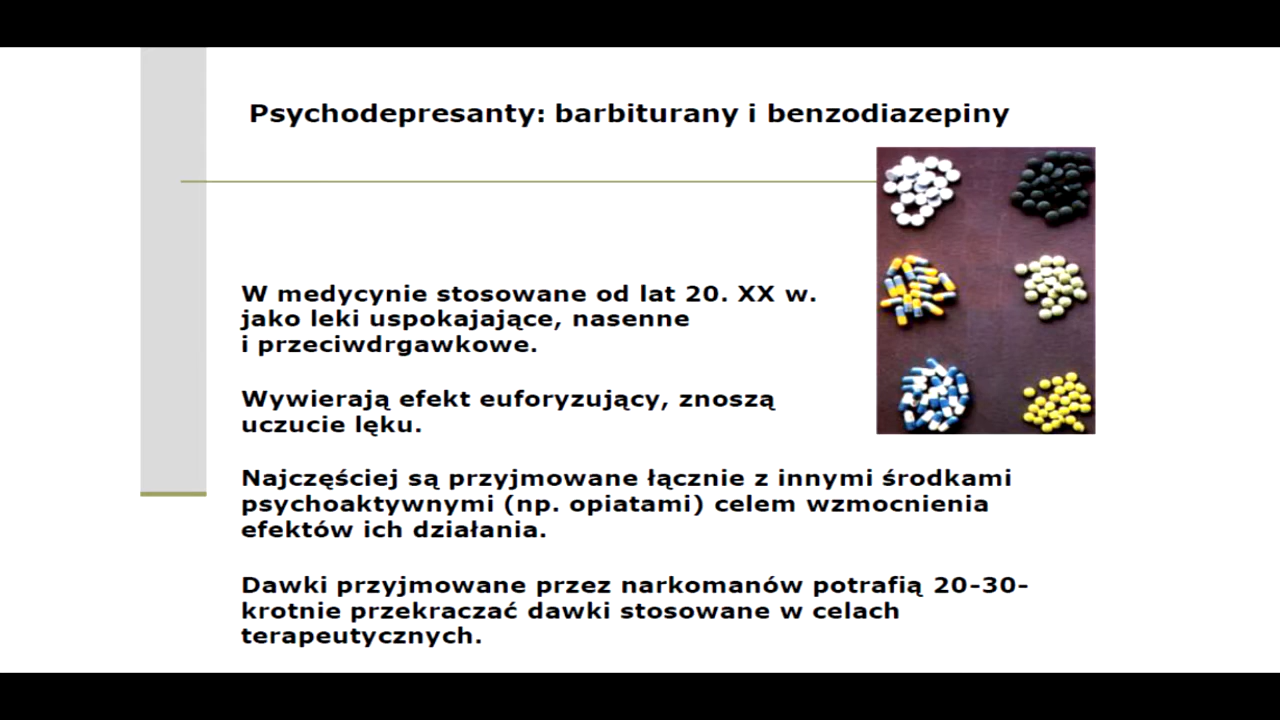 Psychodepresanty: barbiturany i benzodiazepiny
W medycynie stosowane od lat 20. XX w.
jako leki uspokajające, nasenne
i przeciwdrgawkowe.
Wywierają efekt euforyzujący, znoszą
uczucie lęku.
Najczęściej są przyjmowane łącznie z innymi środkami
psychoaktywnymi (np. opiatami) celem wzmocnienia
efektów ich działania.
Dawki przyjmowane przez narkomanów potrafią 20-30-
krotnie przekraczać dawki stosowane w celach
terapeutycznych.